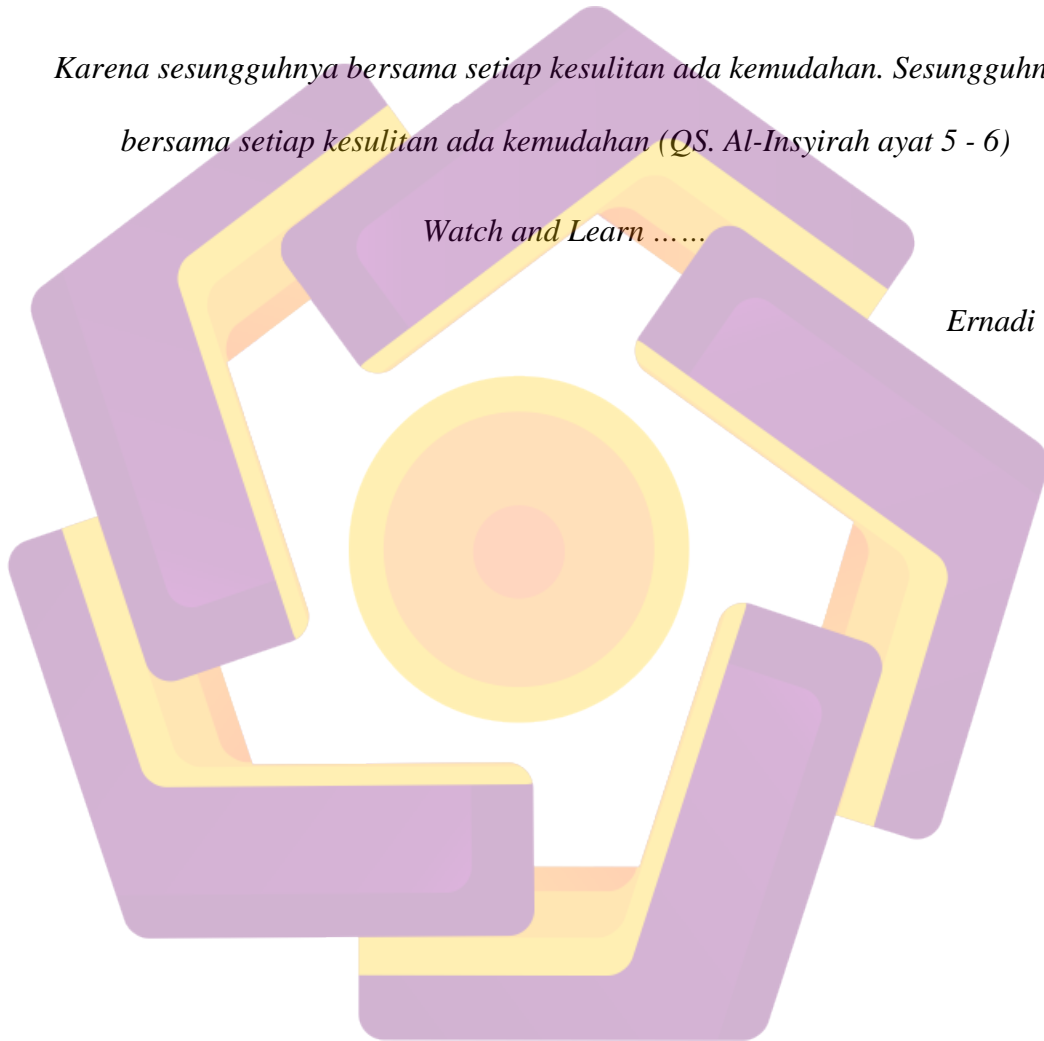 Karena sesungguhnya bersama setiap kesulitan ada kemudahan. Sesungguhn
bersama setiap kesulitan ada kemudahan (QS. Al-Insyirah ayat 5 - 6)
Watch and Learn ......
Ernadi